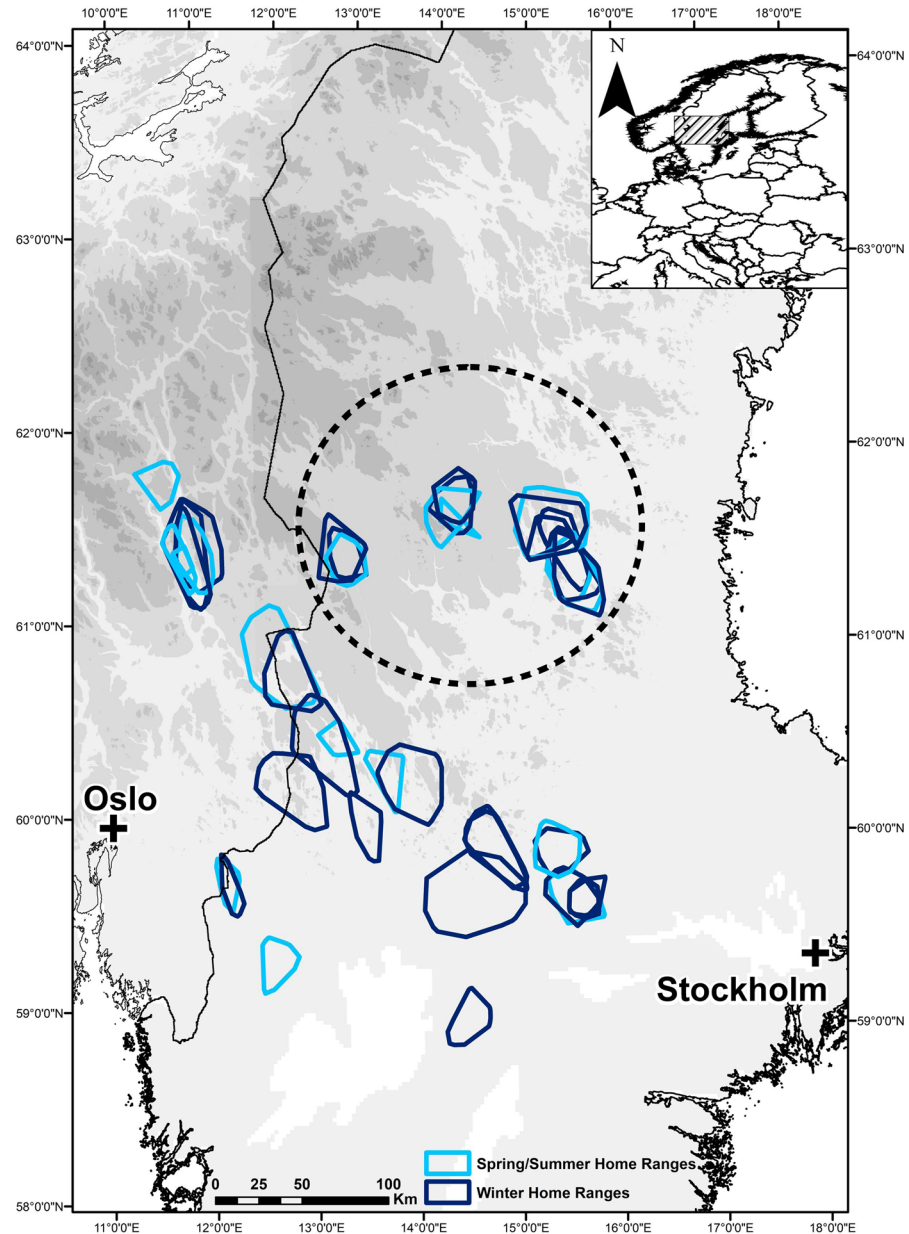 10°0'0"E 11°0'0"E 12°0'0"E 13°0'0"E 14°0'0"E 15°0'0"E 16°0'0"E 17°0'0"E 18°0'0"E
64°0'0"N
64°0'0"N
N
63°0'0"N
63°0'0"N
62°0'0"N
62°0'0"N
61°0'0"N
61°0'0"N
Oslo
60°0'0"N
60°0'0"N
Stockholm
59°0'0"N
59°0'0"N
Spring/Summer Home Ranges
0 25 50 100
Km
Winter Home Ranges
58°0'0"N
58°0'0"N
11°0'0"E 12°0'0"E 13°0'0"E 14°0'0"E 15°0'0"E 16°0'0"E 17°0'0"E 18°0'0"E